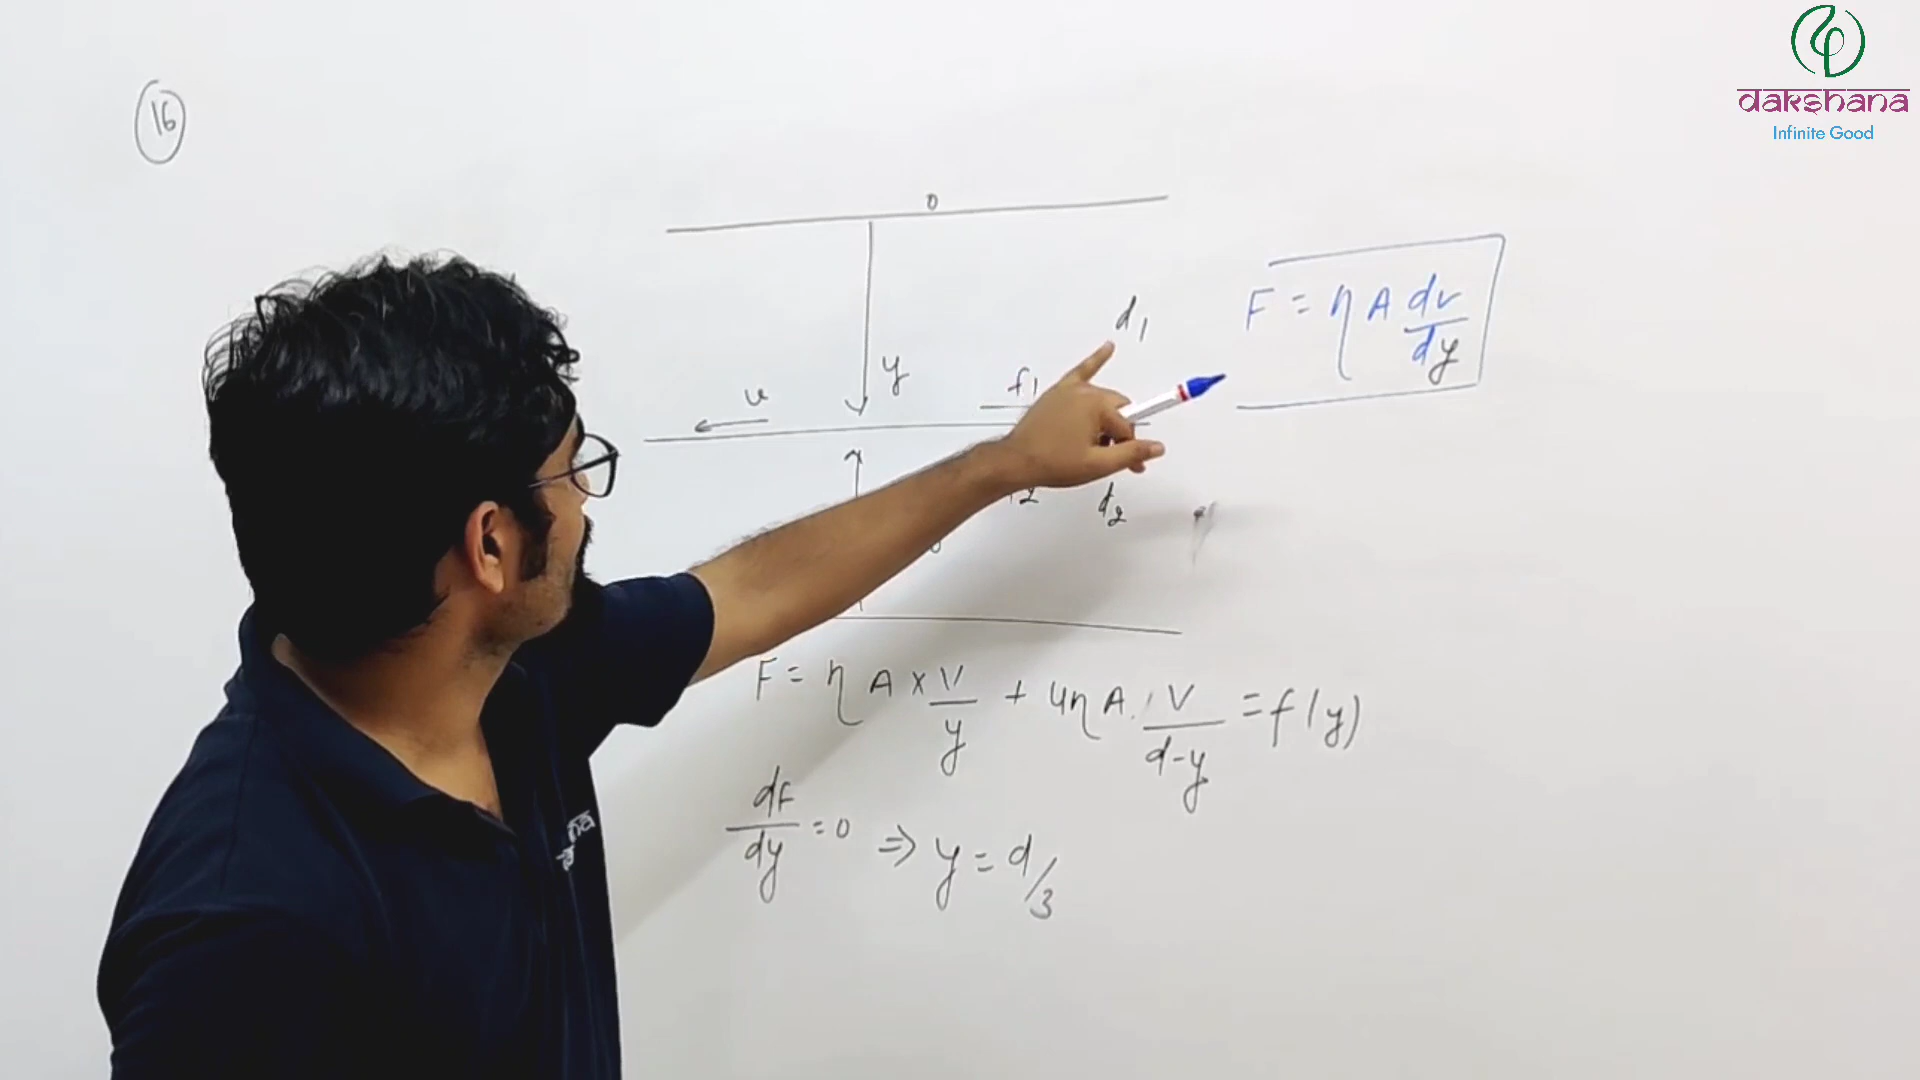 dakshana
Infinite Good
16
0
d1
F = η A dv/dy
y
f1
v
d2
F = η A × V/y + 4η A. V/d-y = f(y)
dF/dy = 0 ⇒ y = d/3